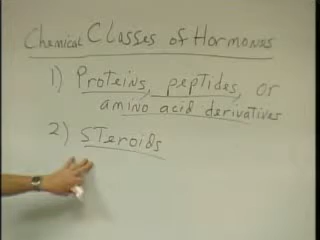 Chemical Classes of Hormones
1) Proteins, peptides, or
amino acid derivatives
2) STeroids